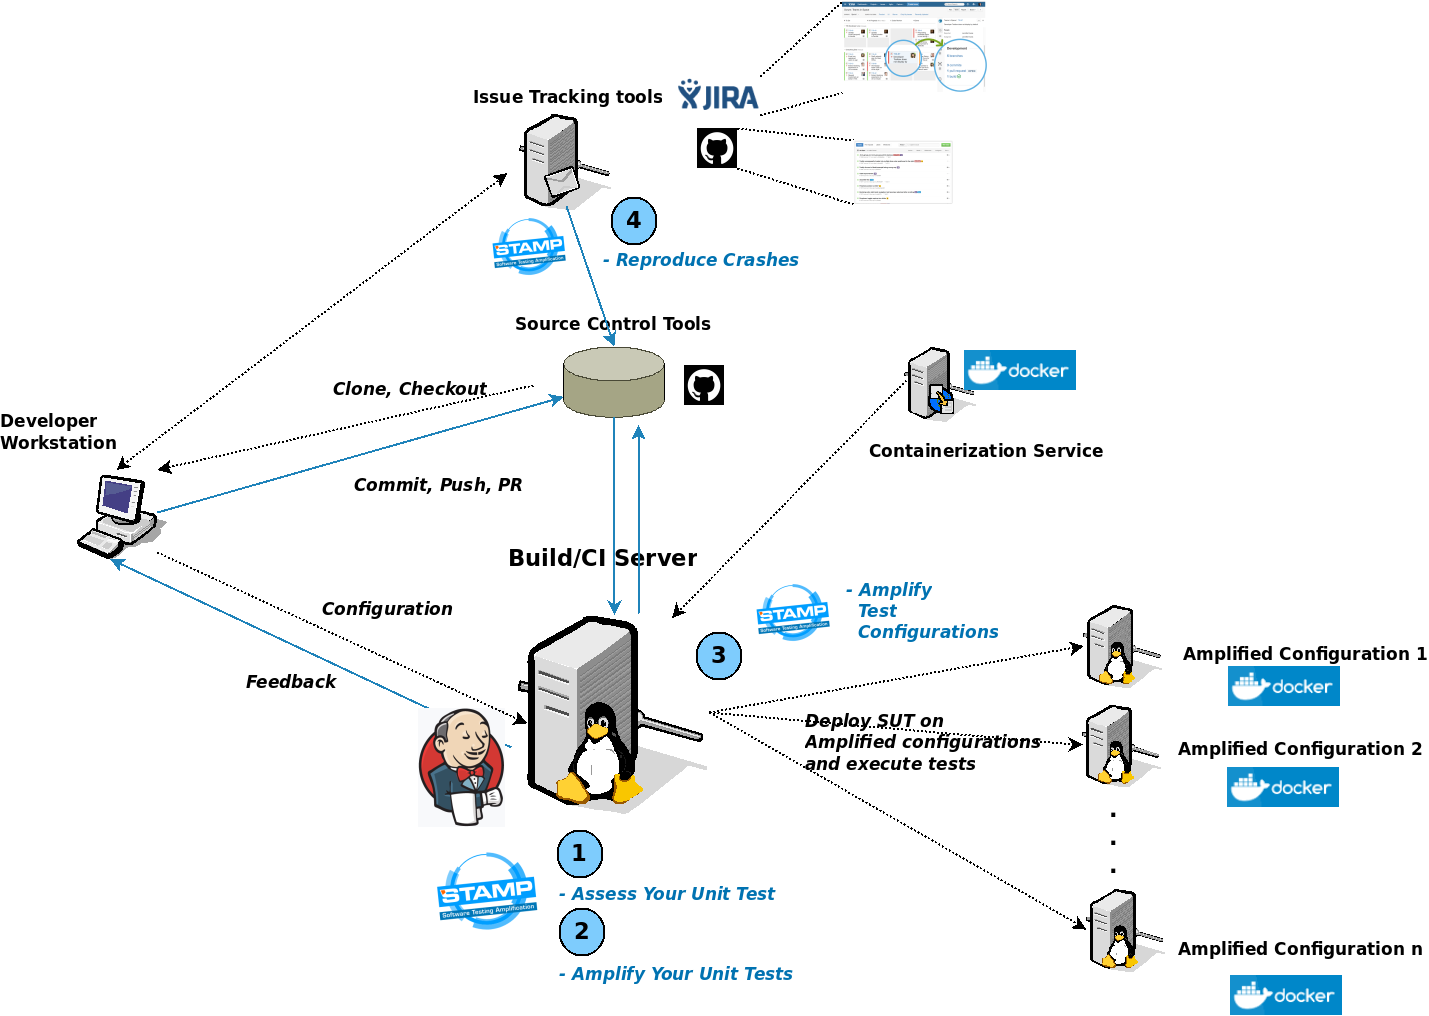 Issue Tracking tools
JIRA
Development
4
STAMP
Software Testing Amplification
- Reproduce Crashes
Source Control Tools
docker
Clone, Checkout
Developer
Workstation
Containerization Service
Commit, Push, PR
Build/CI Server
STAMP
Software Testing Amplification
- Amplify
Test
Configurations
Configuration
3
Amplified Configuration 1
docker
Feedback
Deploy SUT on
Amplified configurations
and execute tests
Amplified Configuration 2
docker
.
.
.
1
STAMP
Software Testing Amplification
- Assess Your Unit Test
2
- Amplify Your Unit Tests
Amplified Configuration n
docker